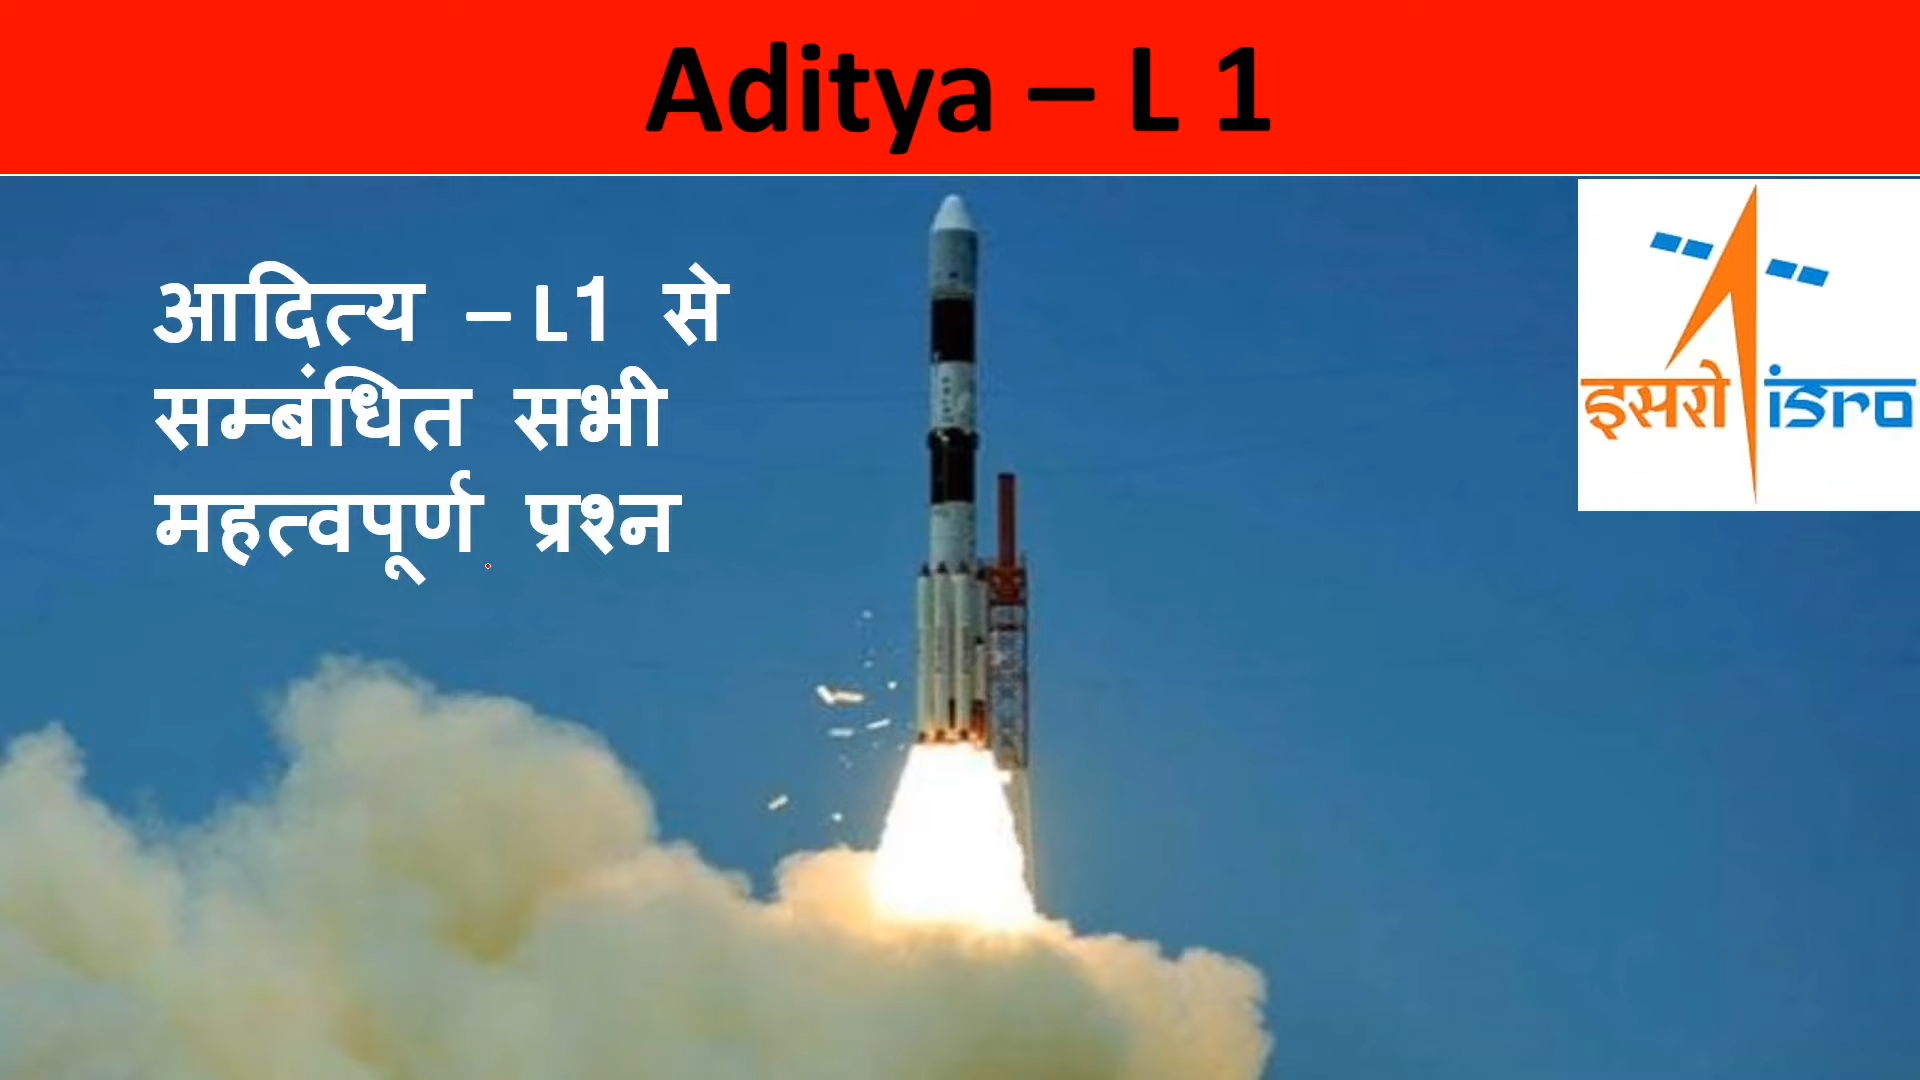 Aditya – L 1
आदित्य – L1 से
सम्बंधित सभी
महत्वपूर्ण प्रश्न
इसरो isro